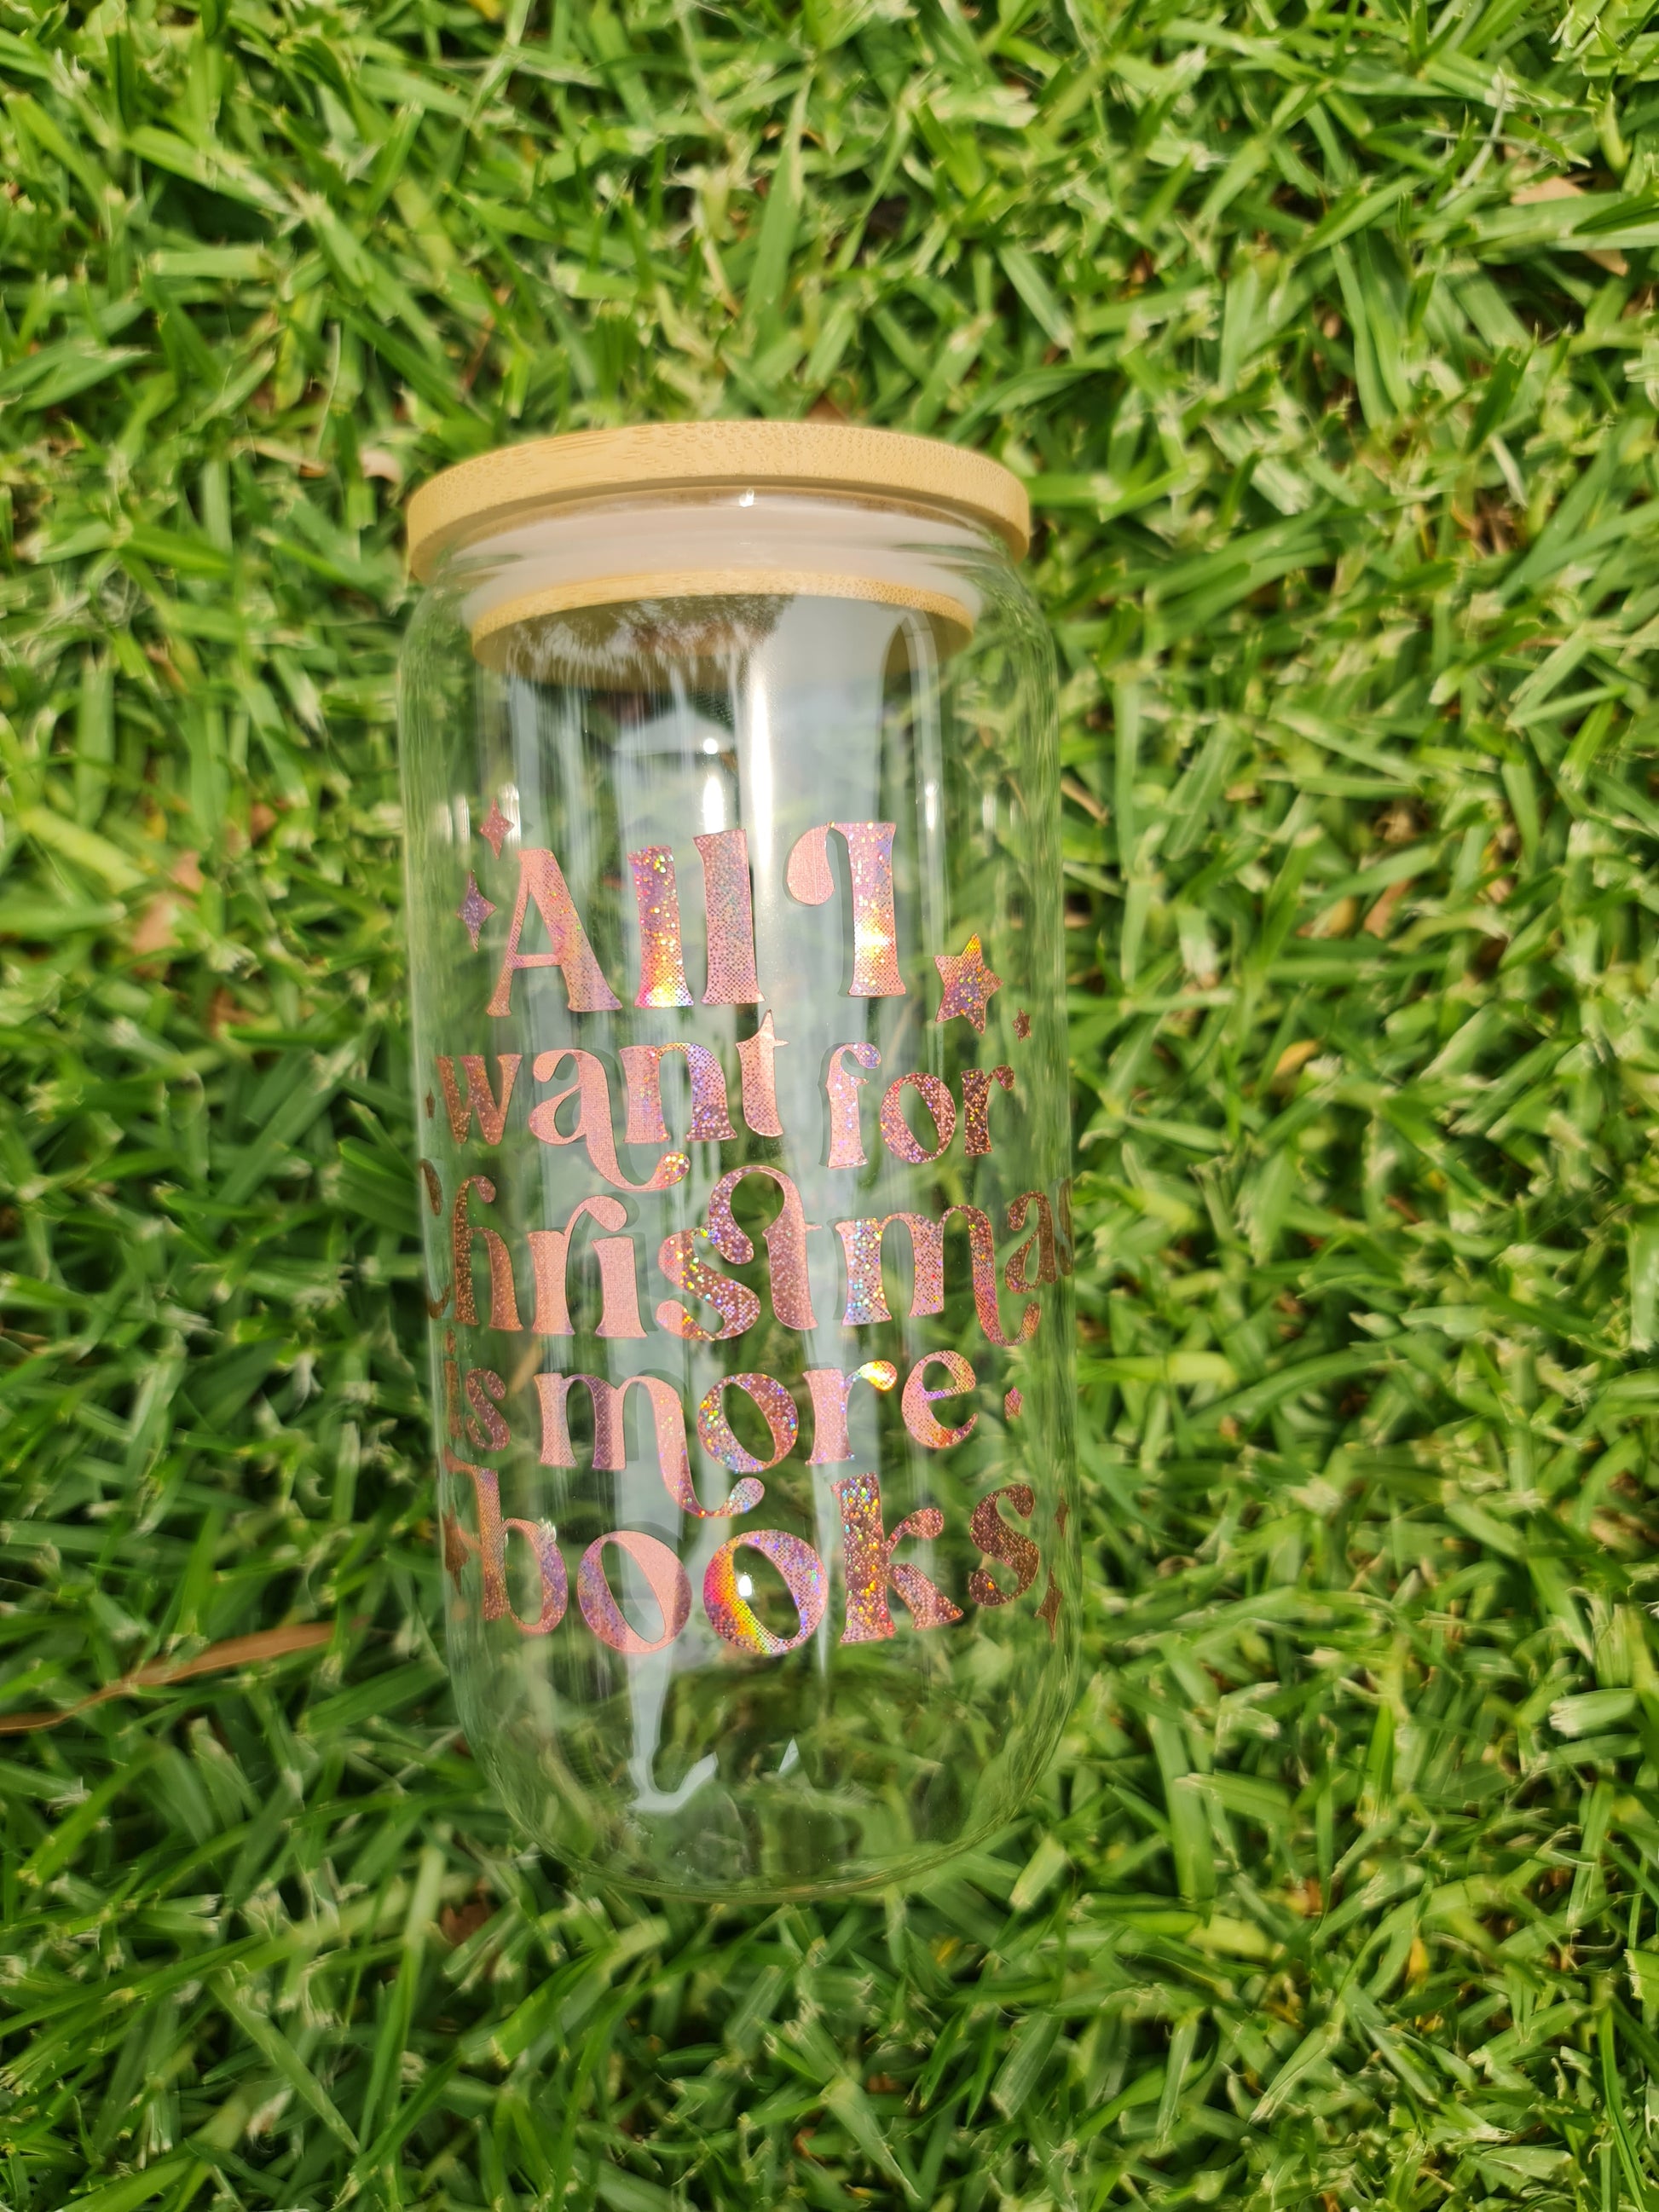 All I
want for
Christmas
is more
books